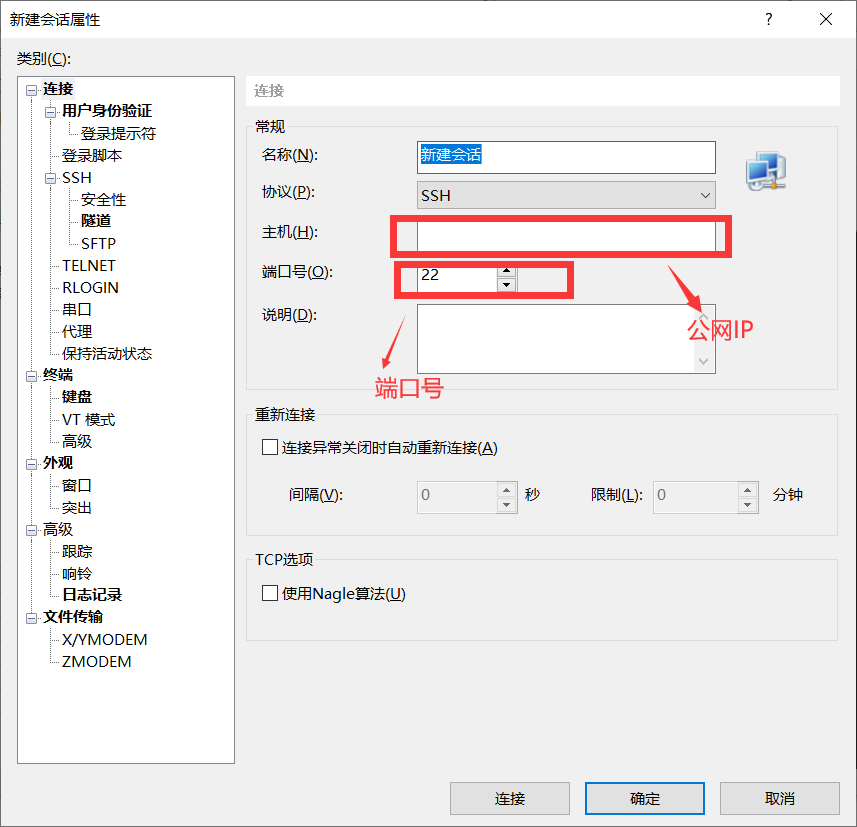 新建会话属性
?
类别(C):
连接
用户身份验证
登录提示符
登录脚本
SSH
安全性
隧道
SFTP
TELNET
RLOGIN
串口
代理
保持活动状态
终端
键盘
VT 模式
高级
外观
窗口
突出
高级
跟踪
响铃
日志记录
文件传输
X/YMODEM
ZMODEM
连接
常规
名称(N): 新建会话
协议(P): SSH
主机(H):
端口号(O): 22
说明(D):
公网IP
端口号
重新连接
连接异常关闭时自动重新连接(A)
间隔(V): 0 秒 限制(L): 0 分钟
TCP选项
使用Nagle算法(U)
连接 确定 取消